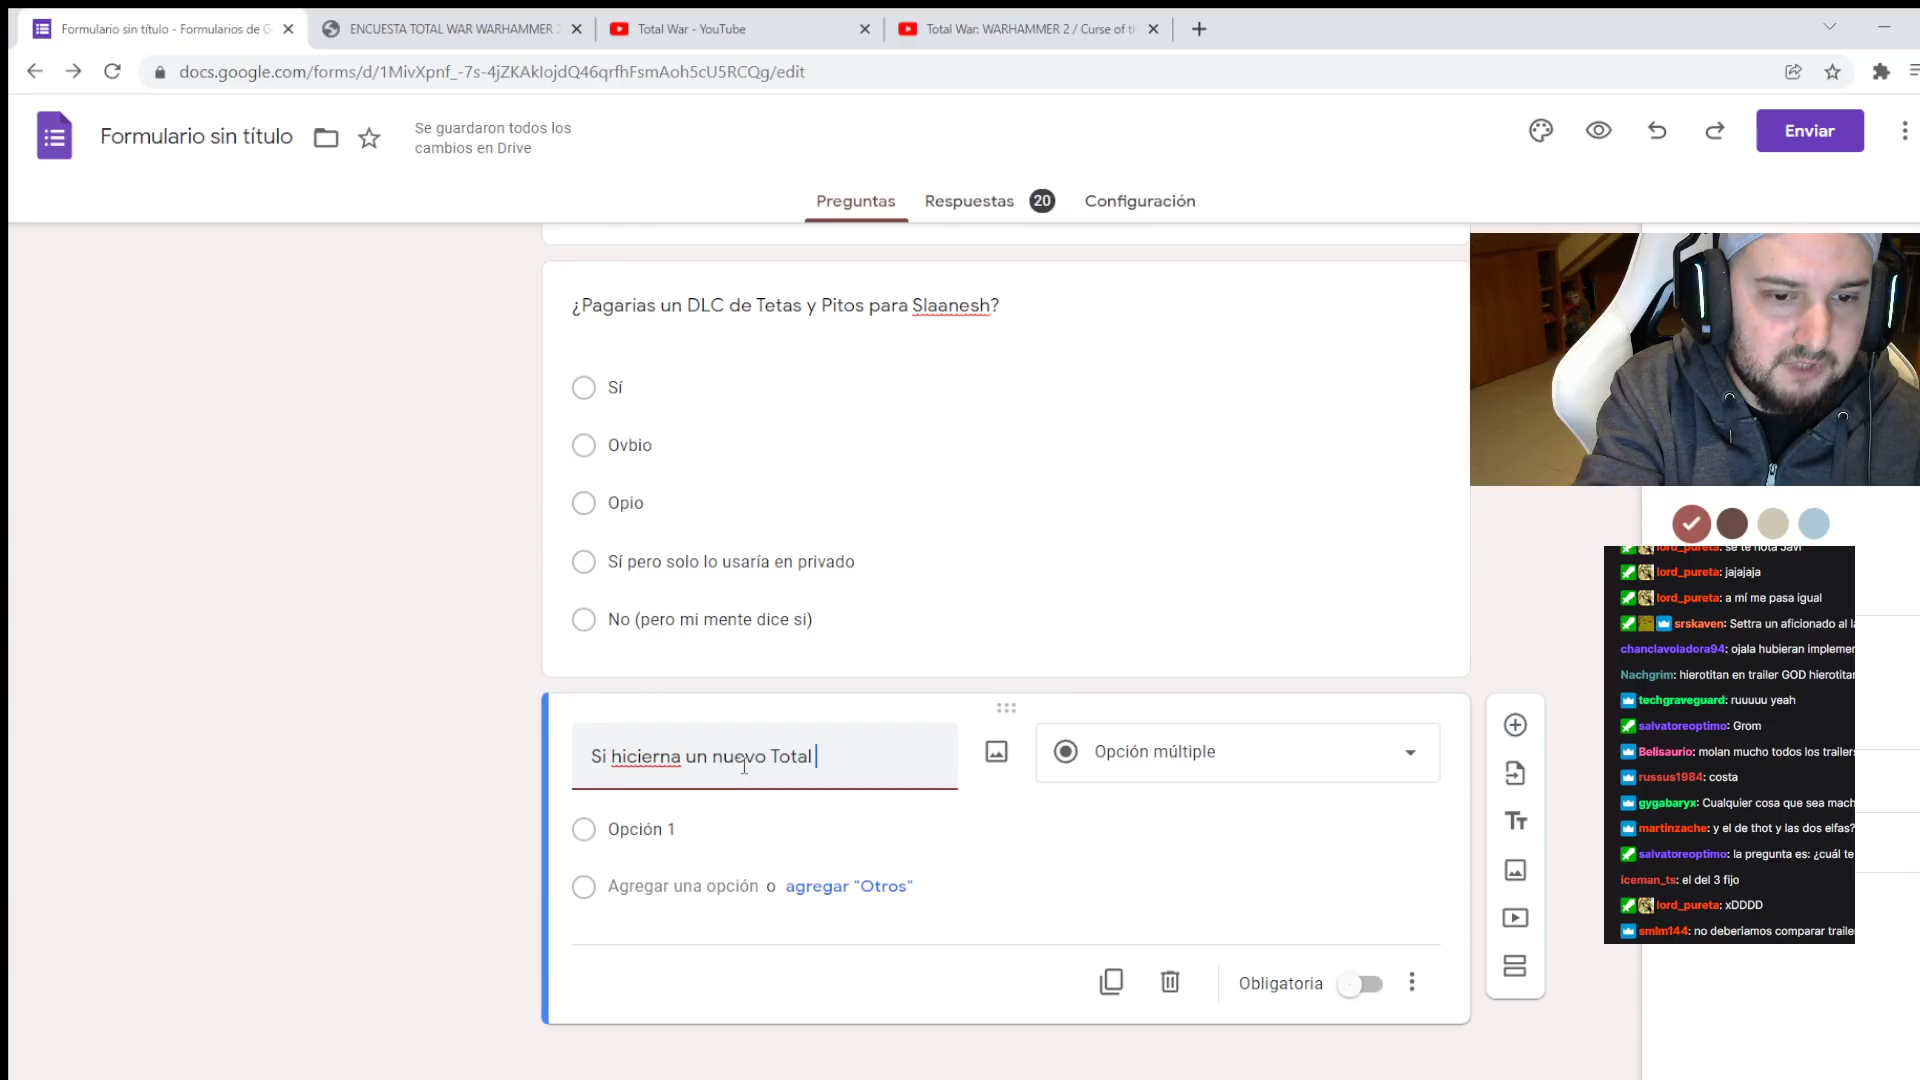 Formulario sin título - Formularios de G
ENCUESTA TOTAL WAR WARHAMMER 2
Total War - YouTube
Total War: WARHAMMER 2 / Curse of th
docs.google.com/forms/d/1MivXpnf_-7s-4jZKAkIojdQ46qrfhFsmAoh5cU5RCQg/edit
Formulario sin título
Se guardaron todos los
cambios en Drive
Enviar
Preguntas
Respuestas 20
Configuración
¿Pagarías un DLC de Tetas y Pitos para Slaanesh?
Sí
Ovbio
Opio
Sí pero solo lo usaría en privado
No (pero mi mente dice si)
Si hicierna un nuevo Total
Opción múltiple
Opción 1
Agregar una opción o agregar "Otros"
Obligatoria
lord_pureta: se te nota Javi
lord_pureta: jajajaja
lord_pureta: a mí me pasa igual
srskaven: Settra un aficionado al la
chanclavoladora94: ojala hubieran implemen
Nachgrim: hierotitan en trailer GOD hierotitan
techgraveguard: ruuuuu yeah
salvatoreoptimo: Grom
Belisaurio: molan mucho todos los trailers
russus1984: costa
gygabaryx: Cualquier cosa que sea mach
martinzache: y el de thot y las dos elfas?
salvatoreoptimo: la pregunta es: ¿cuál te
iceman_ts: el del 3 fijo
lord_pureta: xDDDD
smlm144: no deberiamos comparar trailer